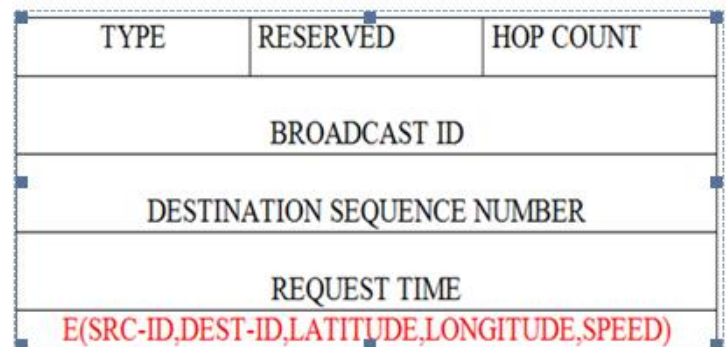 TYPE RESERVED HOP COUNT
BROADCAST ID
DESTINATION SEQUENCE NUMBER
REQUEST TIME
E(SRC-ID,DEST-ID,LATITUDE,LONGITUDE,SPEED)